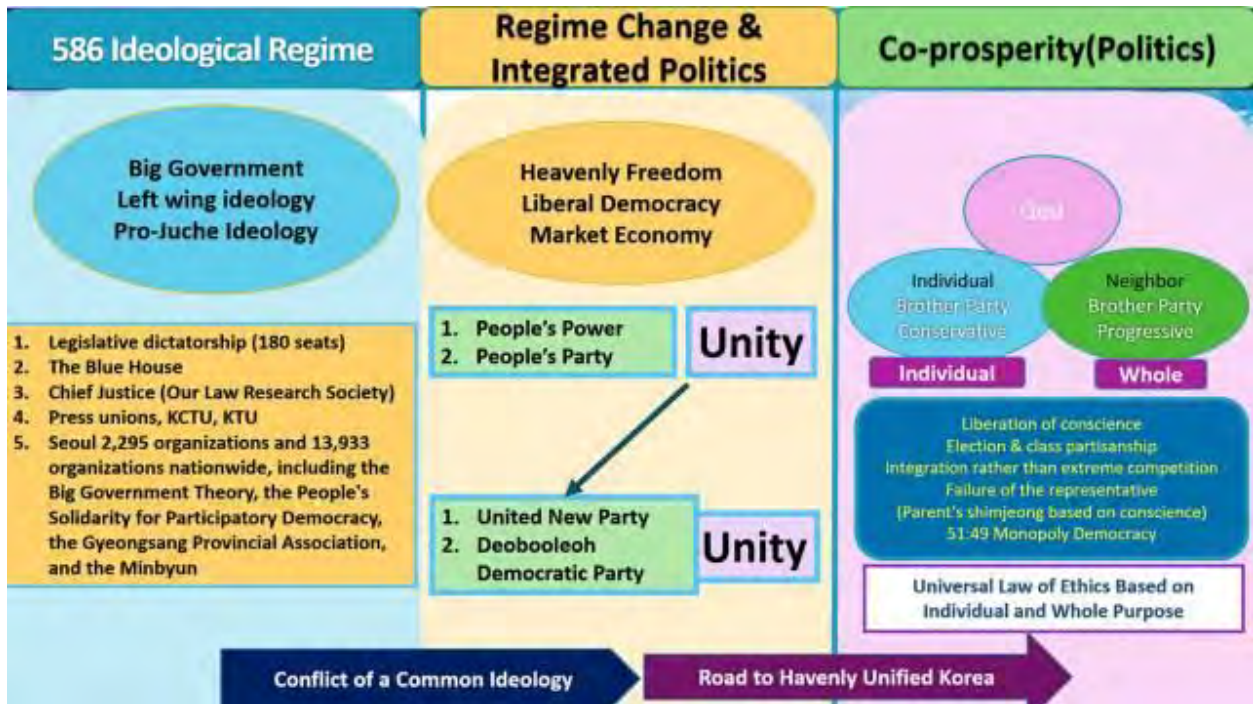 586 Ideological Regime
Big Government
Left wing ideology
Pro-Juche Ideology
1. Legislative dictatorship (180 seats)
2. The Blue House
3. Chief Justice (Our Law Research Society)
4. Press unions, KCTU, KTU
5. Seoul 2,295 organizations and 13,933
organizations nationwide, including the
Big Government Theory, the People's
Solidarity for Participatory Democracy,
the Gyeongsang Provincial Association,
and the Minbyun
Regime Change &
Integrated Politics
Heavenly Freedom
Liberal Democracy
Market Economy
1. People's Power
2. People's Party
Unity
1. United New Party
2. Deobooleoh
Democratic Party
Unity
Co-prosperity(Politics)
God
Individual
Brother Party
Conservative
Neighbor
Brother Party
Progressive
Individual
Whole
Liberation of conscience
Election & class partisanship
Integration rather than extreme competition
Failure of the representative
(Parent's shimjeong based on conscience)
51:49 Monopoly Democracy
Universal Law of Ethics Based on
Individual and Whole Purpose
Conflict of a Common Ideology
Road to Havenly Unified Korea